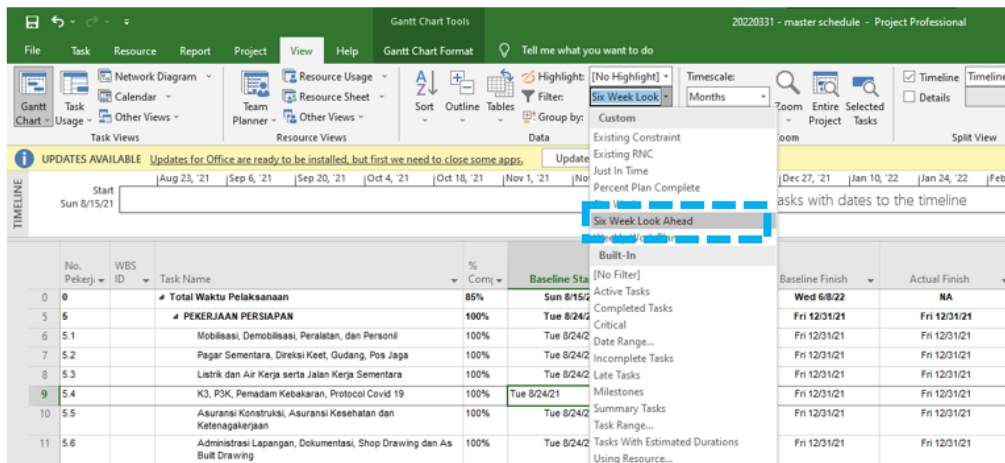 Gantt Chart Tools
20220331 - master schedule - Project Professional
File Task Resource Report Project View Help Gantt Chart Format Tell me what you want to do
Gantt Chart
Task Usage
Network Diagram
Calendar
Other Views
Task Views
Team Planner
Resource Usage
Resource Sheet
Other Views
Resource Views
Sort
Outline
Tables
Highlight: [No Highlight]
Filter: Six Week Look
Group by:
Data
Timescale:
Months
Zoom
Entire Project
Selected Tasks
Timeline Timeline
Details
Split View
UPDATES AVAILABLE Updates for Office are ready to be installed, but first we need to close some apps. Update
TIMELINE
Start
Sun 8/15/21
Aug 23, '21 Sep 6, '21 Sep 20, '21 Oct 4, '21 Oct 18, '21 Nov 1, '21 Dec 27, '21 Jan 10, '22 Jan 24, '22 Feb
asks with dates to the timeline
Custom
Existing Constraint
Existing RNC
Just In Time
Percent Plan Complete
Six Week Look Ahead
Weekly Work Plan
Built-In
[No Filter]
Active Tasks
Completed Tasks
Critical
Date Range...
Incomplete Tasks
Late Tasks
Milestones
Summary Tasks
Task Range...
Tasks With Estimated Durations
Using Resource...
No. Pekerj WBS ID Task Name % Comp Baseline Sta Baseline Finish Actual Finish
0 0 Total Waktu Pelaksanaan 85% Sun 8/15/2 Wed 6/8/22 NA
5 5 PEKERJAAN PERSIAPAN 100% Tue 8/24/2 Fri 12/31/21 Fri 12/31/21
6 5.1 Mobilisasi, Demobilisasi, Peralatan, dan Personil 100% Tue 8/24/2 Fri 12/31/21 Fri 12/31/21
7 5.2 Pagar Sementara, Direksi Keet, Gudang, Pos Jaga 100% Tue 8/24/2 Fri 12/31/21 Fri 12/31/21
8 5.3 Listrik dan Air Kerja serta Jalan Kerja Sementara 100% Tue 8/24/2 Fri 12/31/21 Fri 12/31/21
9 5.4 K3, P3K, Pemadam Kebakaran, Protocol Covid 19 100% Tue 8/24/21 Fri 12/31/21 Fri 12/31/21
10 5.5 Asuransi Konstruksi, Asuransi Kesehatan dan Ketenagakerjaan 100% Tue 8/24/2 Fri 12/31/21 Fri 12/31/21
11 5.6 Administrasi Lapangan, Dokumentasi, Shop Drawing dan As Built Drawing 100% Tue 8/24/2 Fri 12/31/21 Fri 12/31/21